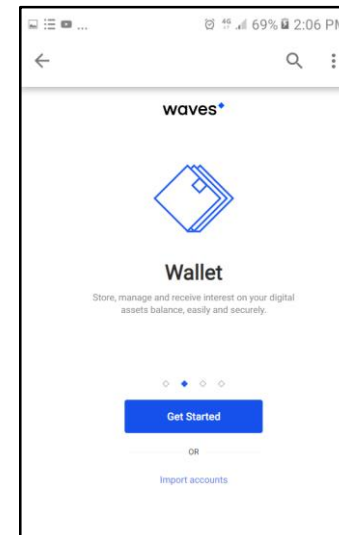 ... 4G 69% 2:06 PM
waves
Wallet
Store, manage and receive interest on your digital
assets balance, easily and securely.
Get Started
OR
Import accounts